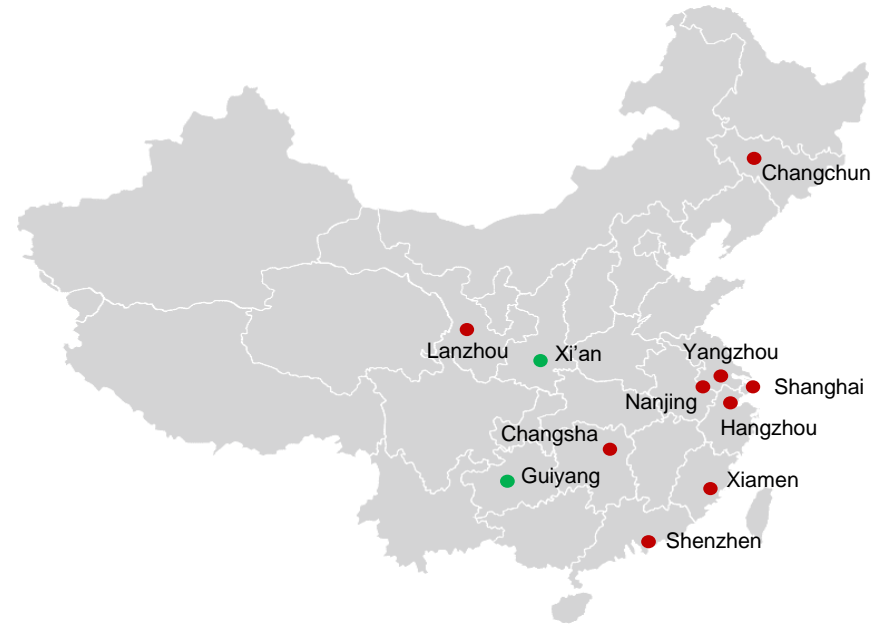 Changchun
Lanzhou
Xi’an
Yangzhou
Nanjing
Shanghai
Hangzhou
Changsha
Guiyang
Xiamen
Shenzhen